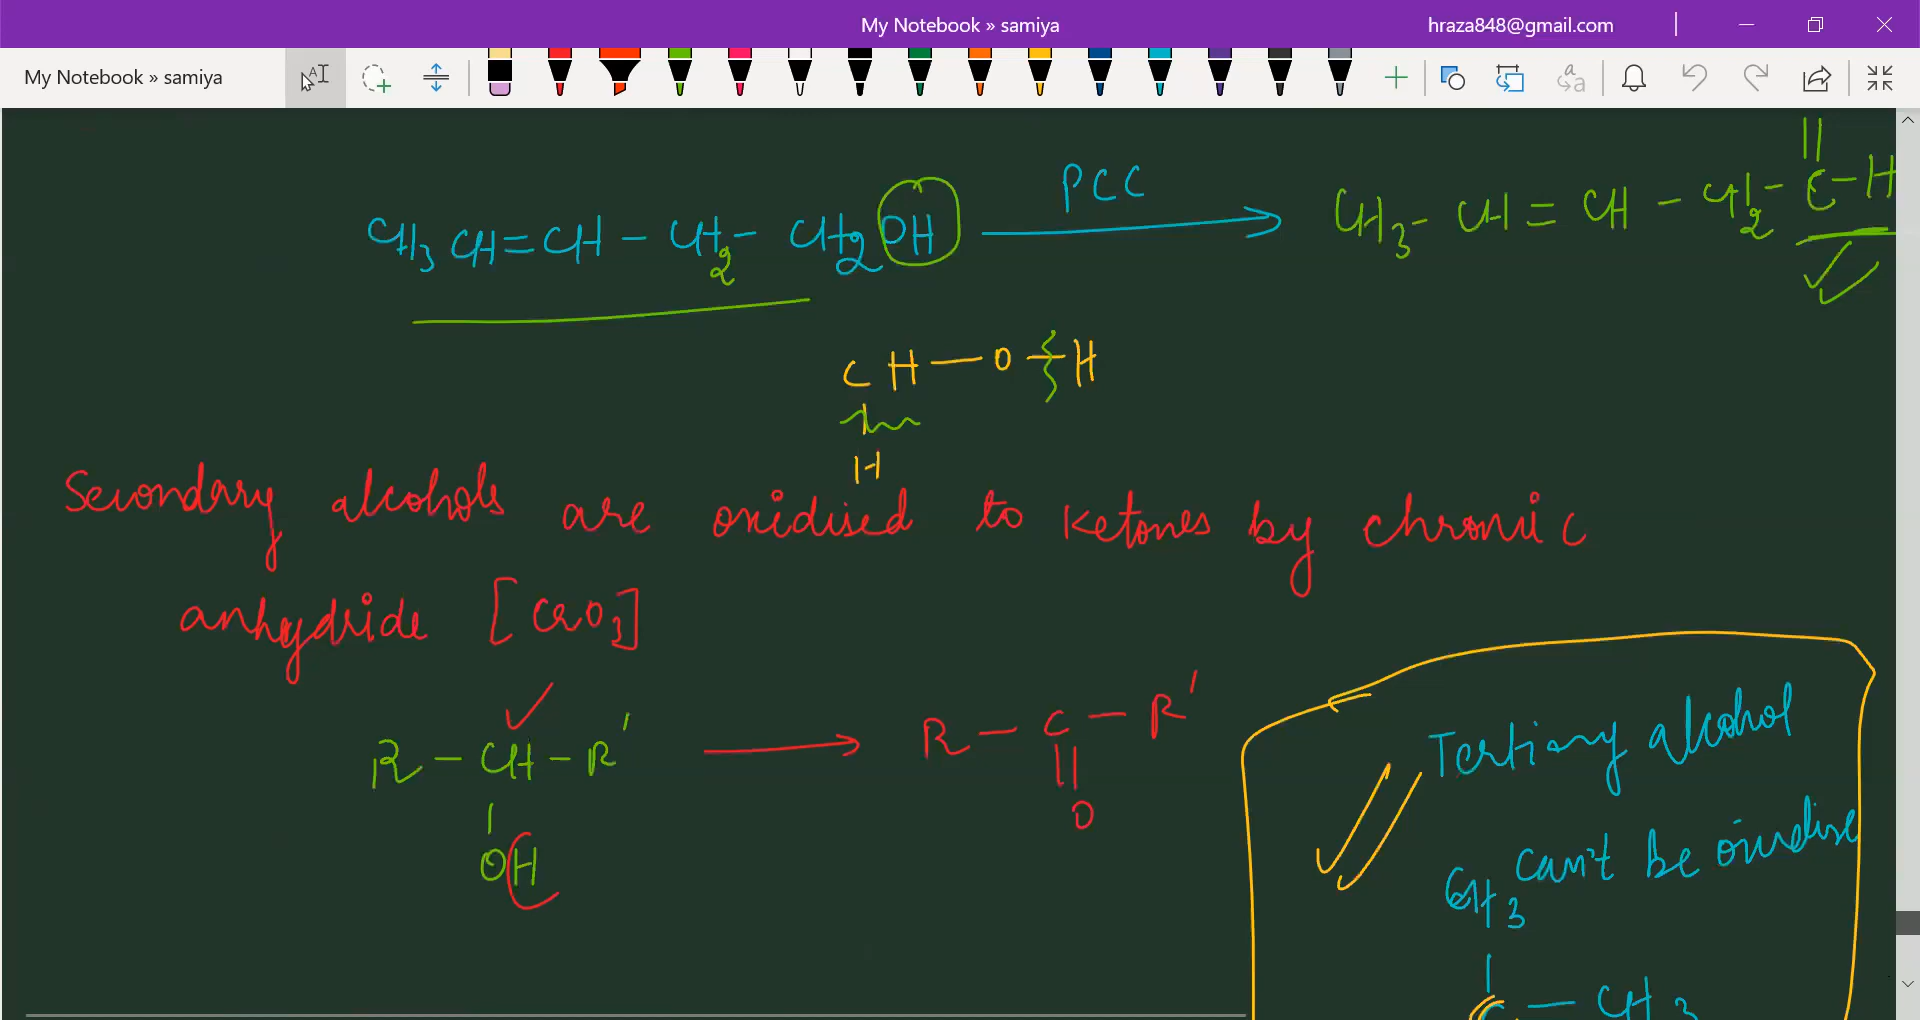 My Notebook » samiya
hraza848@gmail.com
My Notebook » samiya
PCC
CH3 CH=CH – CH2 – CH2 OH
CH3 – CH = CH – CH2 – C – H
C H — O – H
H
Secondary alcohols are oxidised to Ketones by chromic
anhydride [CrO3]
R – CH – R'
OH
R – C – R'
O
Tertiary alcohol
can't be oxidise
CH3
C – CH3